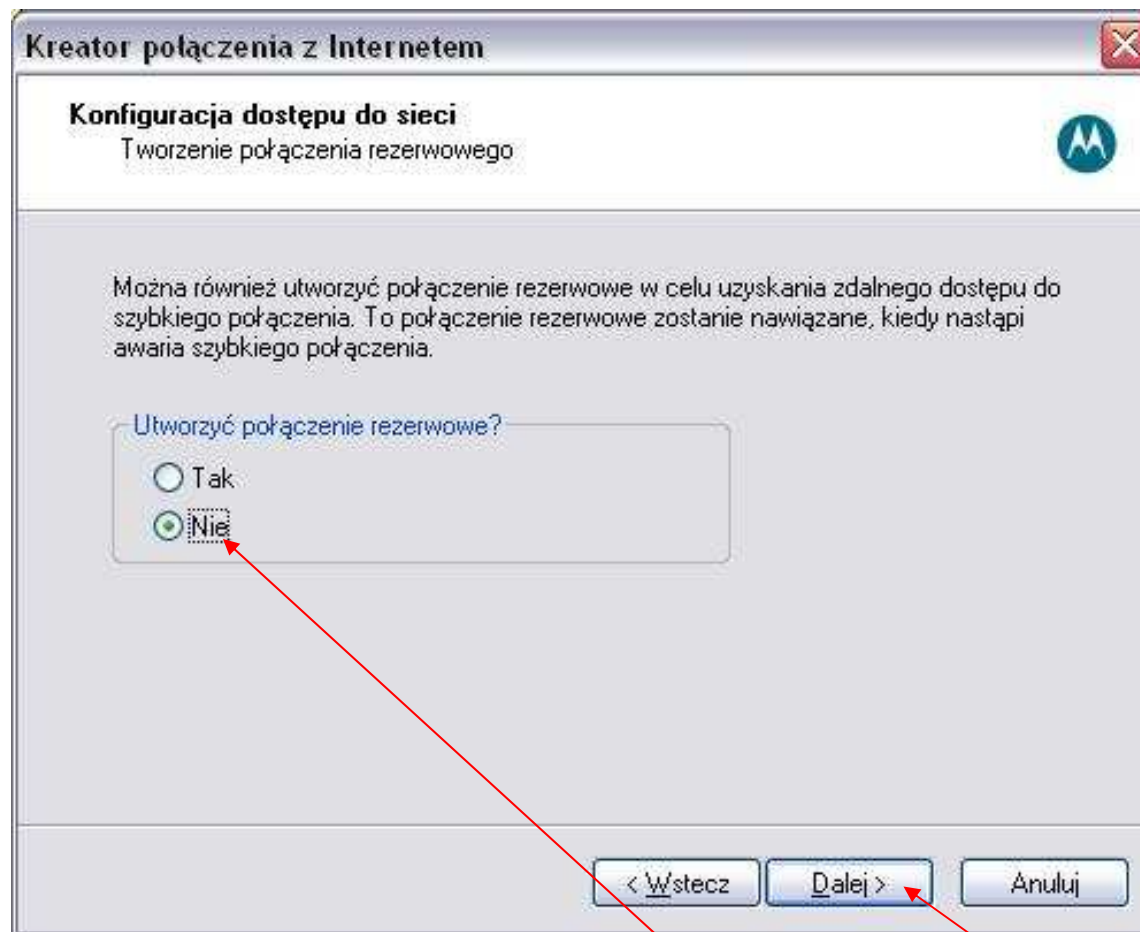 Kreator połączenia z Internetem
Konfiguracja dostępu do sieci
Tworzenie połączenia rezerwowego
Można również utworzyć połączenie rezerwowe w celu uzyskania zdalnego dostępu do
szybkiego połączenia. To połączenie rezerwowe zostanie nawiązane, kiedy nastąpi
awaria szybkiego połączenia.
Utworzyć połączenie rezerwowe?
Tak
Nie
< Wstecz Dalej > Anuluj